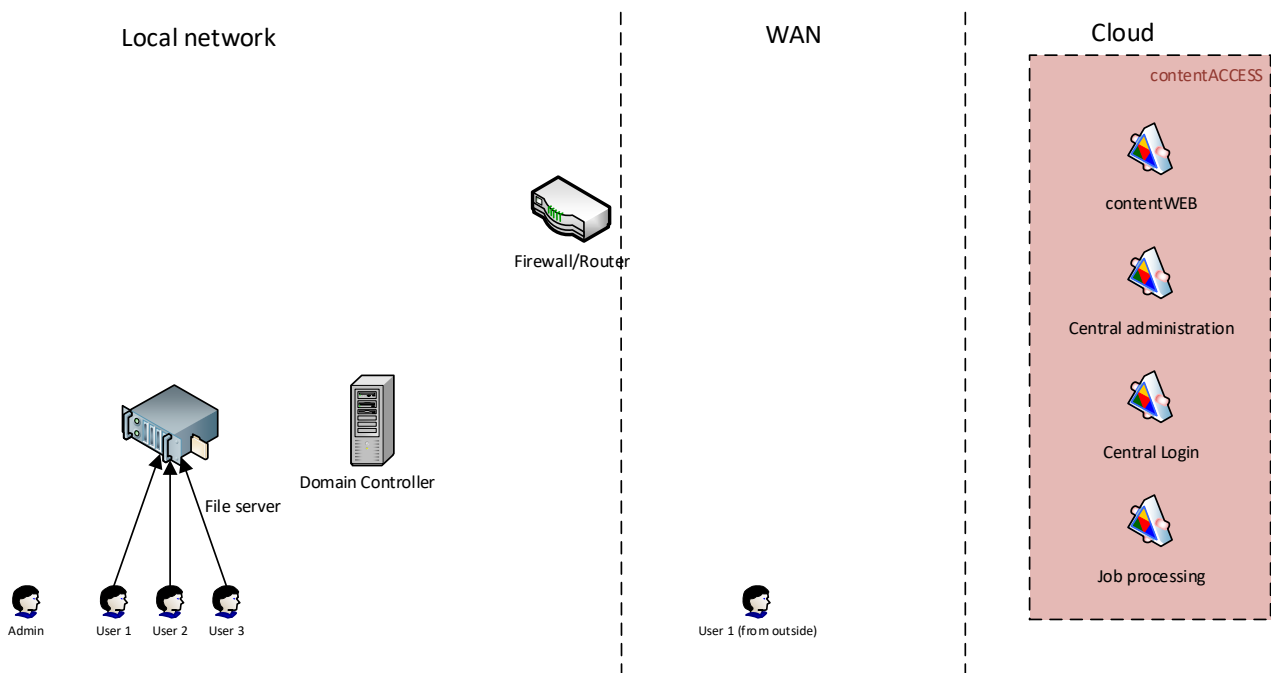 Local network
WAN
Cloud
contentACCESS
contentWEB
Firewall/Router
Central administration
Central Login
Domain Controller
File server
Job processing
Admin
User 1
User 2
User 3
User 1 (from outside)